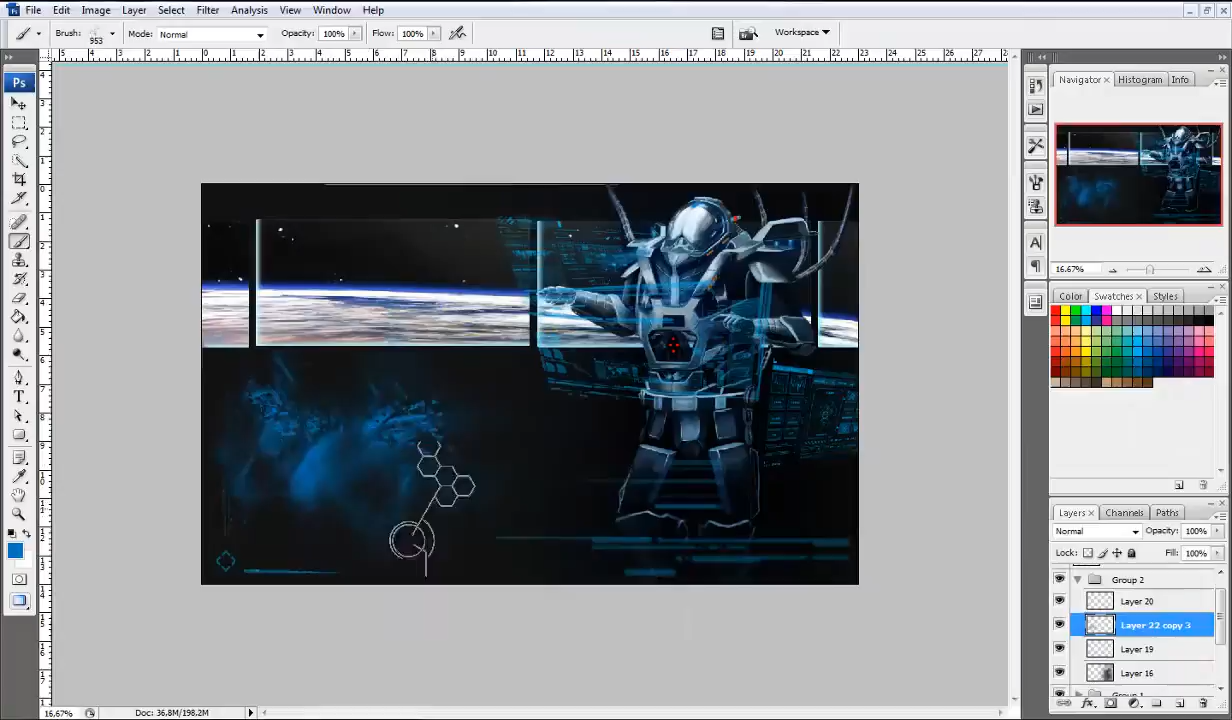 File Edit Image Layer Select Filter Analysis View Window Help
Brush: 953 Mode: Normal Opacity: 100% Flow: 100% Workspace
Ps
Navigator Histogram Info
16.67%
Color Swatches Styles
Layers Channels Paths
Normal Opacity: 100%
Lock: Fill: 100%
Group 2
Layer 20
Layer 22 copy 3
Layer 19
Layer 16
Group 1
16,67% Doc: 36,8M/198,2M